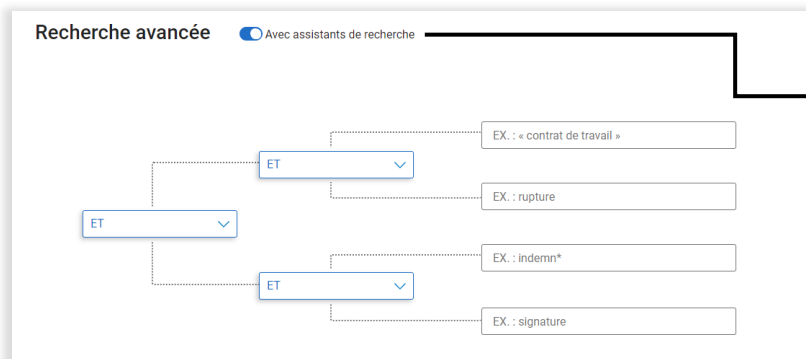 Recherche avancée Avec assistants de recherche
EX. : « contrat de travail »
ET
EX. : rupture
ET
EX. : indemn*
ET
EX. : signature